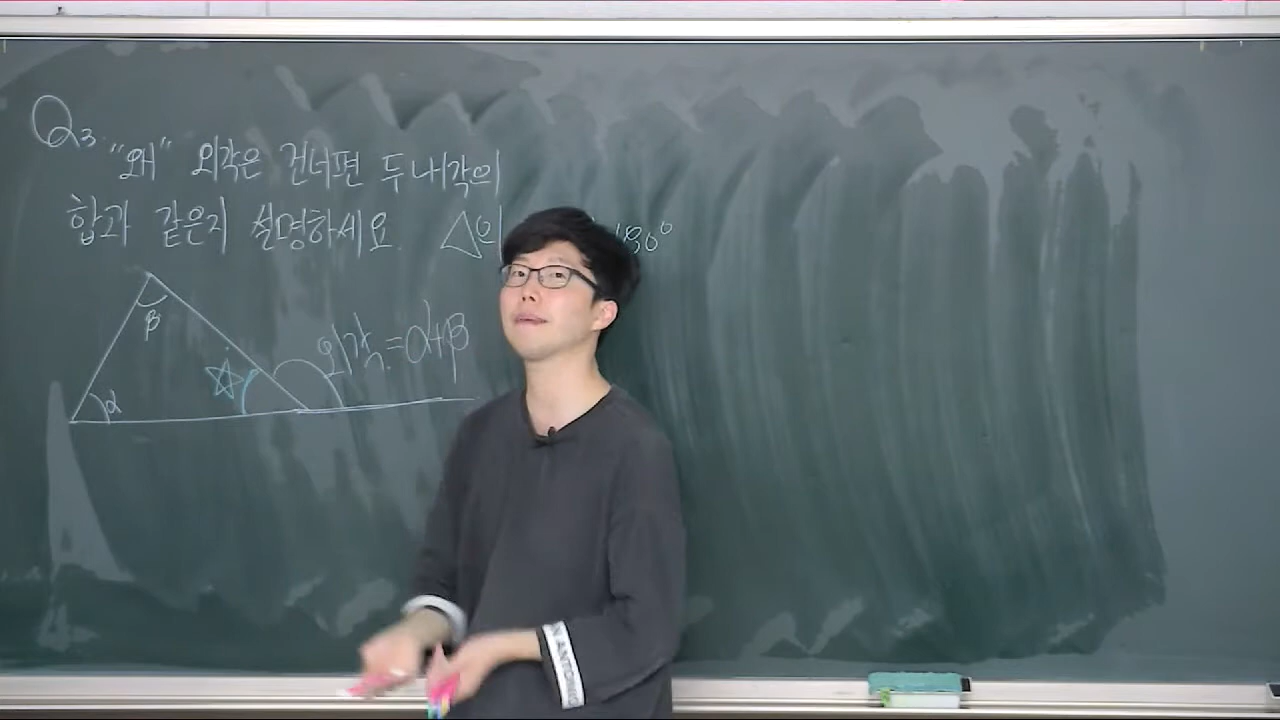 Q3. "왜" 외각은 건너편 두 내각의
합과 같은지 설명하세요. △의 180°
β
외각.=α+β
α
ANTONIO